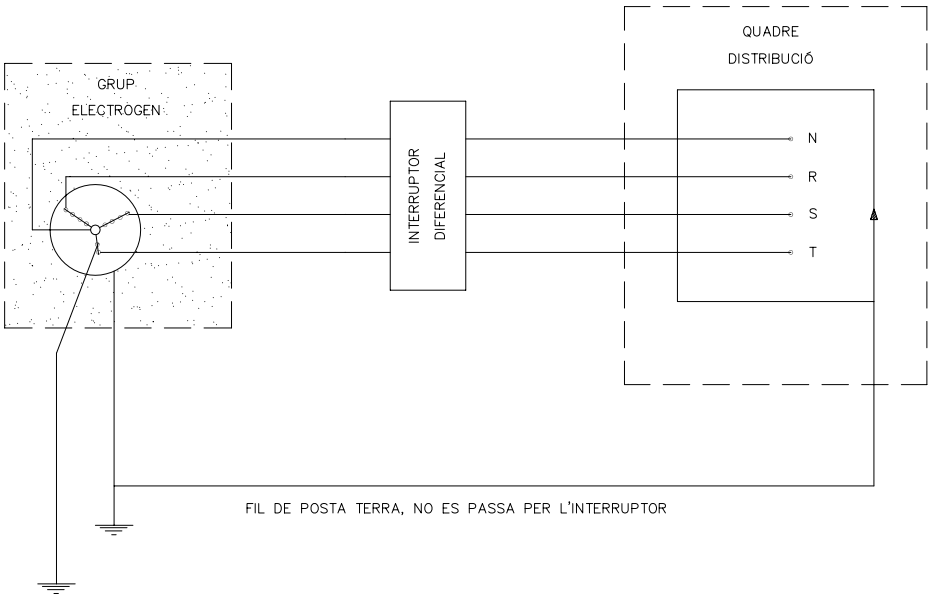 QUADRE
DISTRIBUCIÓ
GRUP
ELECTROGEN
INTERRUPTOR
DIFERENCIAL
N
R
S
T
FIL DE POSTA TERRA, NO ES PASSA PER L'INTERRUPTOR